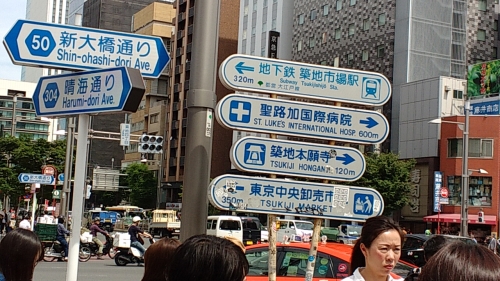 50
新大橋通り
Shin-ohashi-dori Ave.
304
晴海通り
Harumi-dori Ave.
地下鉄 築地市場駅
320m
Subway Tsukijishijo Sta.
聖路加国際病院
ST. LUKE'S INTERNATIONAL HOSP. 600m
築地本願寺
TSUKIJI HONGANJI 120m
東京中央卸売市
350m
TSUKIJI MARKET